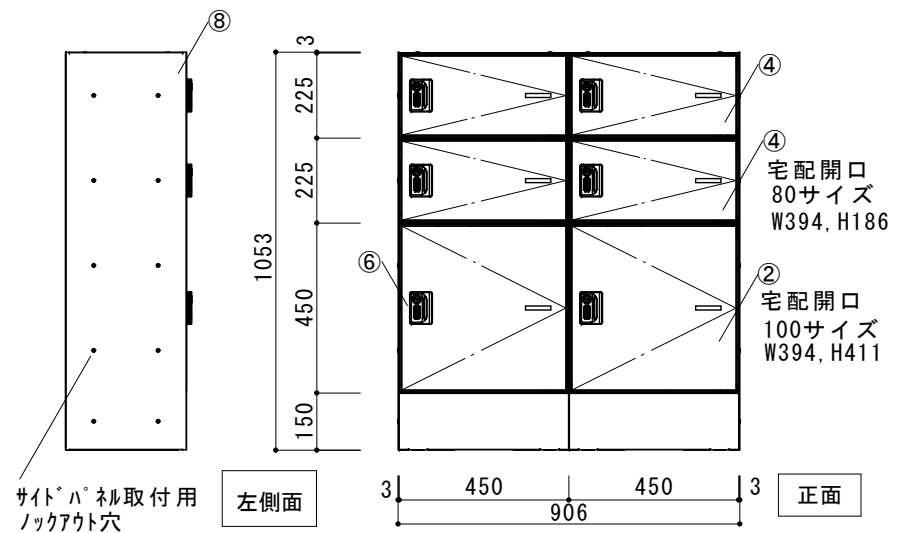 ⑧
3
225
225
450
150
1053
④
④
宅配開口
80サイズ
W394,H186
⑥
②
宅配開口
100サイズ
W394,H411
サイドパネル取付用
ノックアウト穴
左側面
3
450
450
3
906
正面